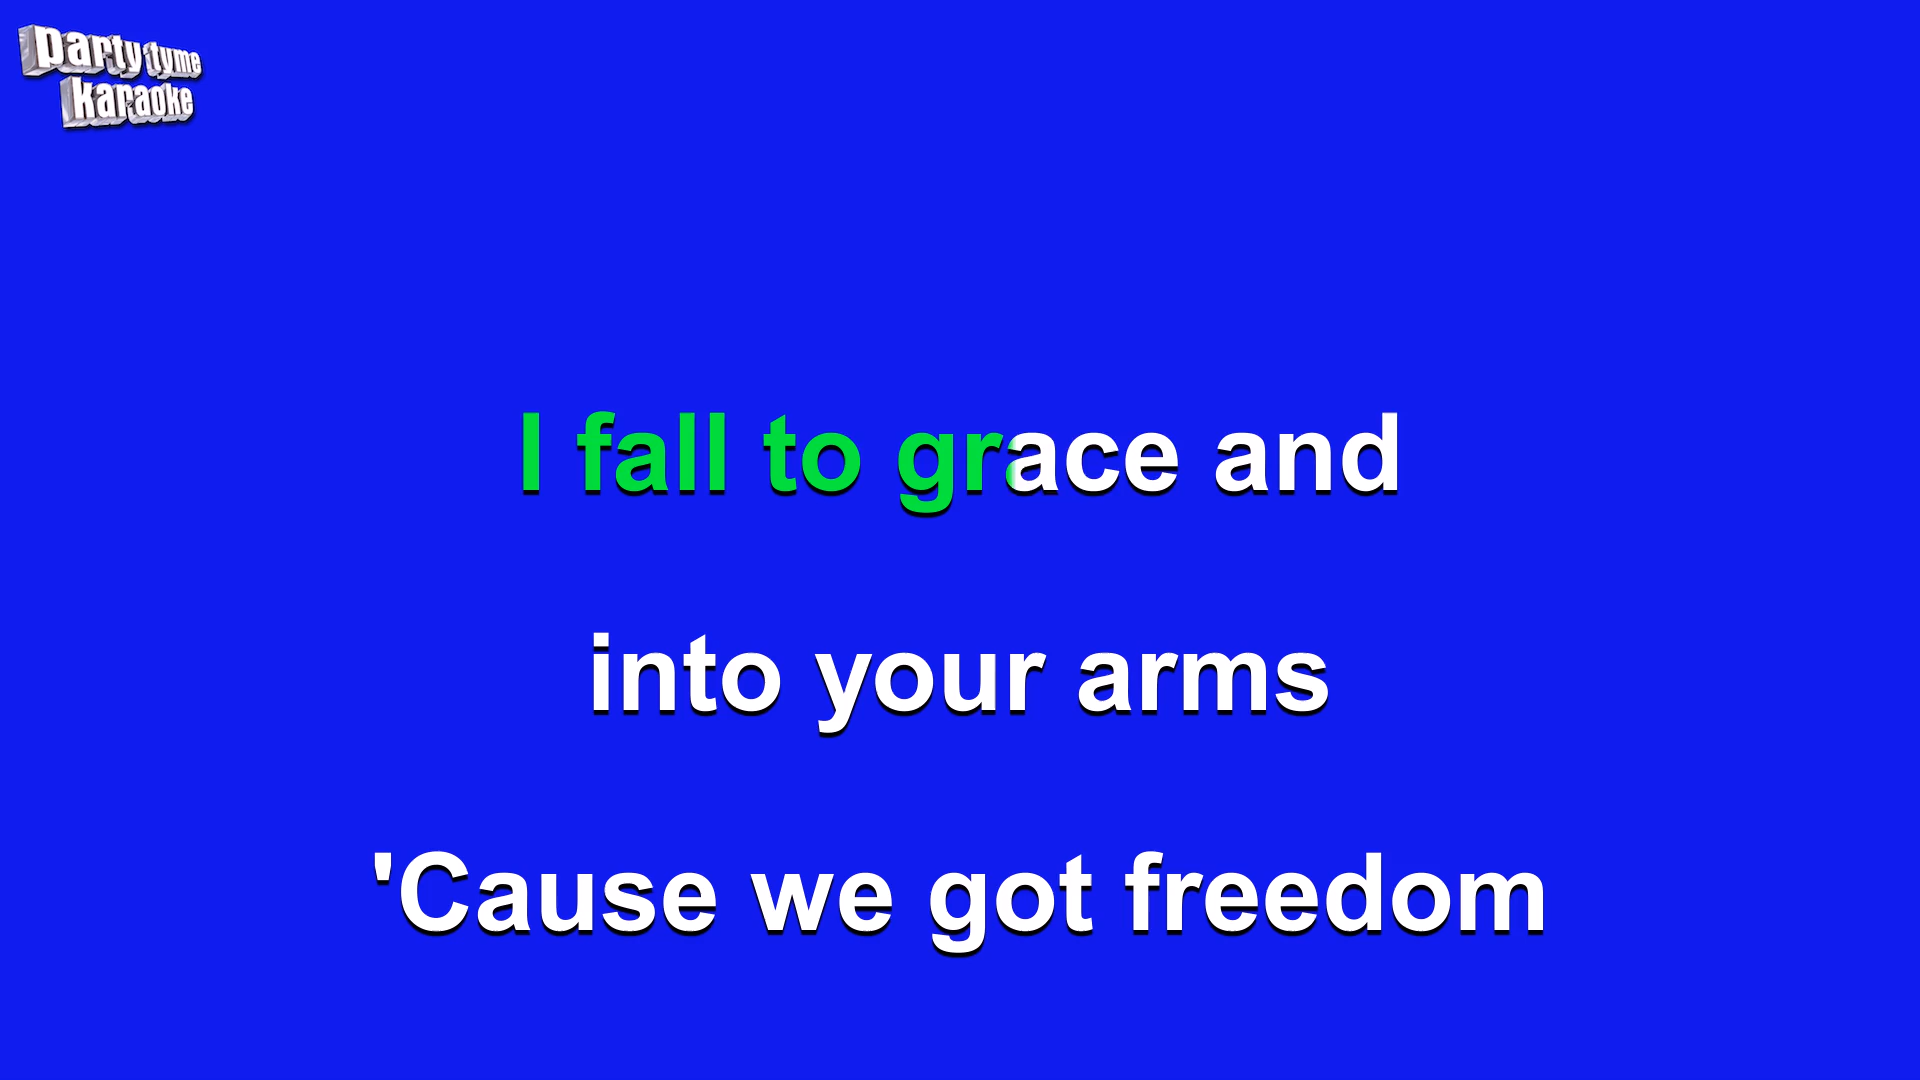 party tyme
karaoke
I fall to grace and
into your arms
'Cause we got freedom